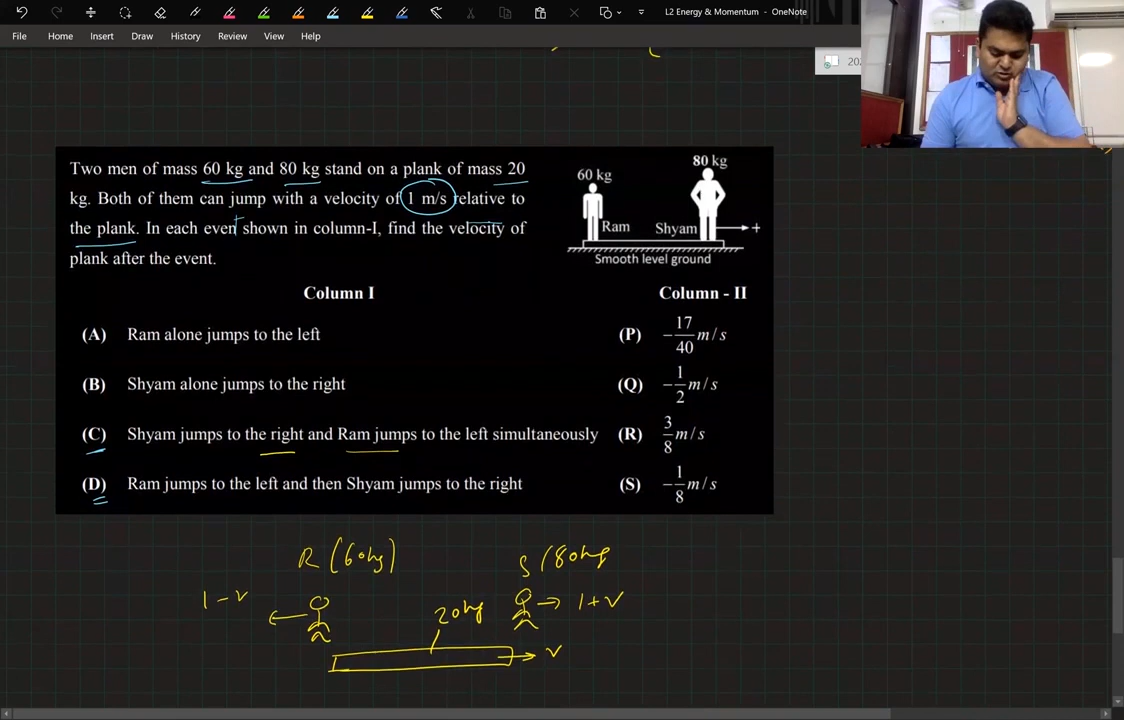 L2 Energy & Momentum - OneNote
File Home Insert Draw History Review View Help
202
Two men of mass 60 kg and 80 kg stand on a plank of mass 20
kg. Both of them can jump with a velocity of 1 m/s relative to
the plank. In each event shown in column-I, find the velocity of
plank after the event.
80 kg
60 kg
Ram
Shyam
+
Smooth level ground
Column I
Column - II
(A) Ram alone jumps to the left
(P) -17/40 m/s
(B) Shyam alone jumps to the right
(Q) -1/2 m/s
(C) Shyam jumps to the right and Ram jumps to the left simultaneously
(R) 3/8 m/s
(D) Ram jumps to the left and then Shyam jumps to the right
(S) -1/8 m/s
R (60kg)
S (80kg
1 - v
20kg
1 + v
v